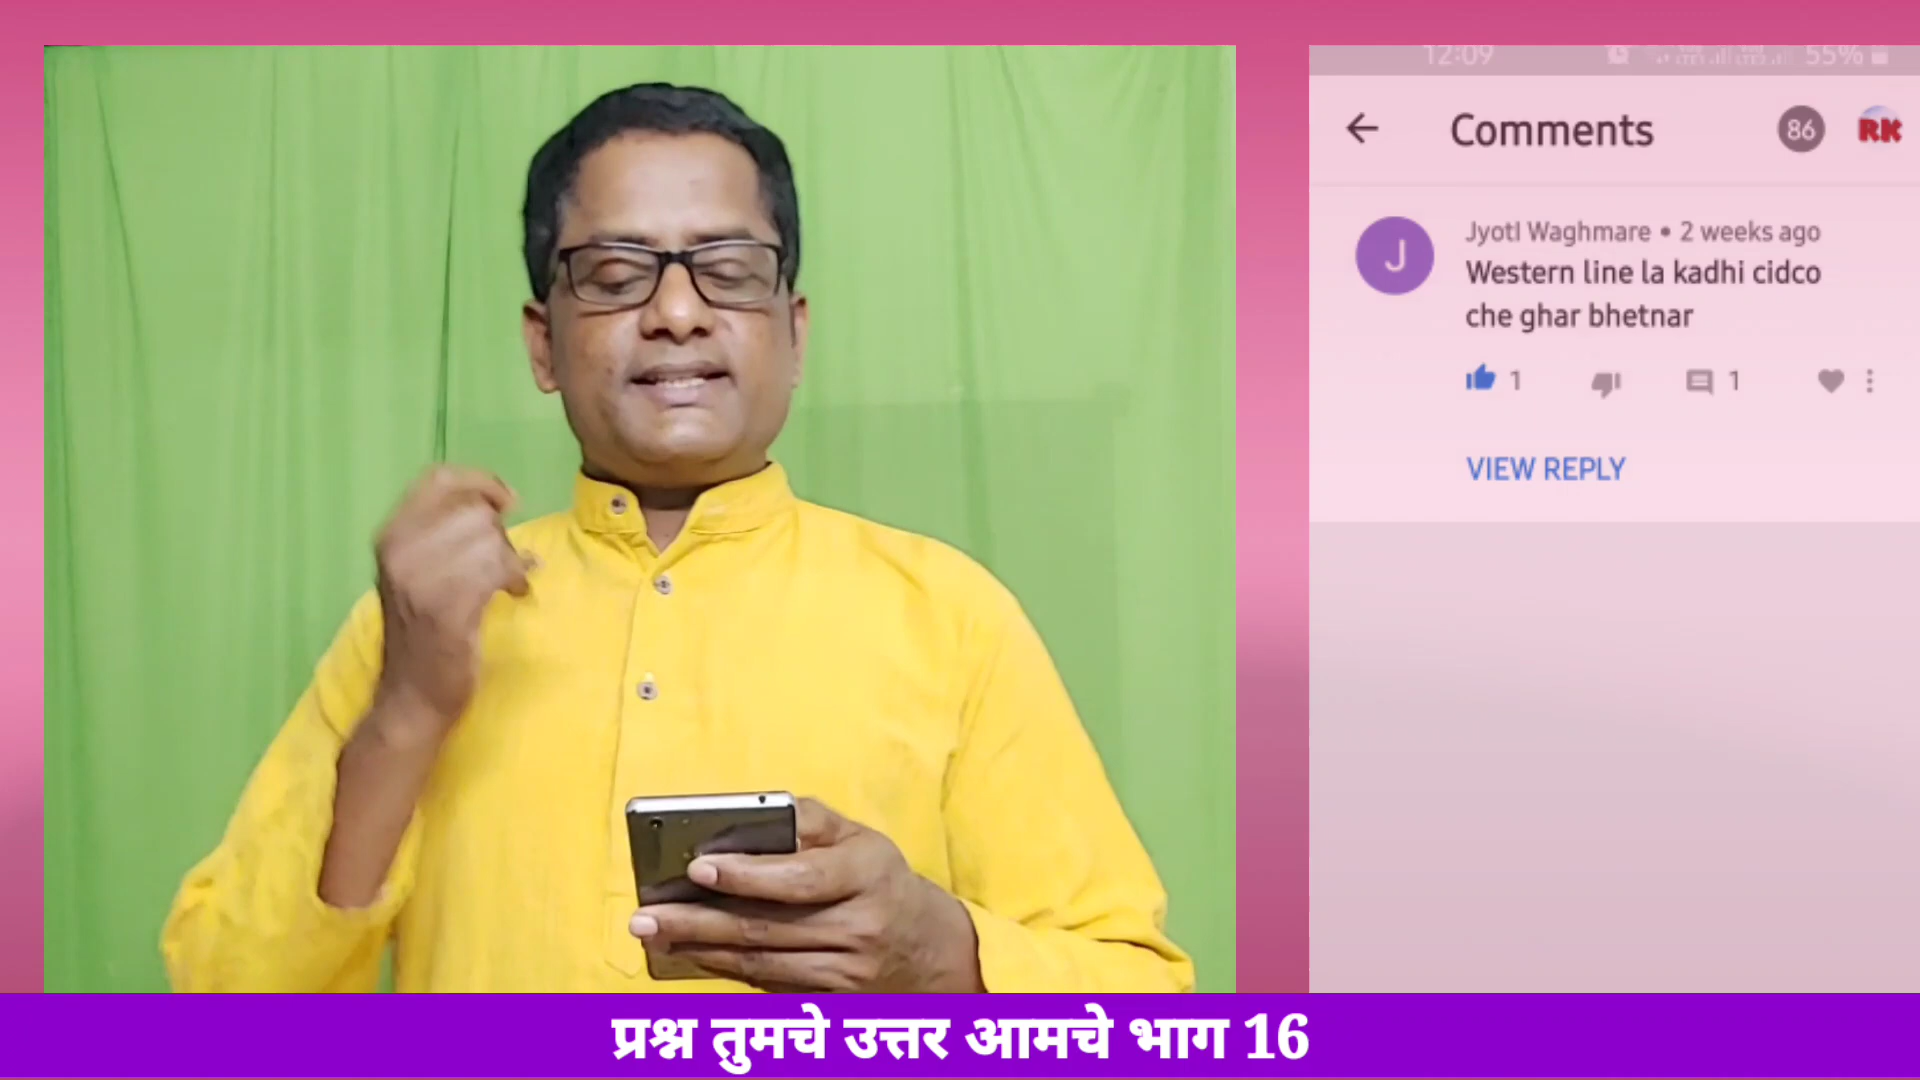 12:09 55%
Comments 86 RK
J
Jyoti Waghmare • 2 weeks ago
Western line la kadhi cidco
che ghar bhetnar
1 1
VIEW REPLY
प्रश्न तुमचे उत्तर आमचे भाग 16